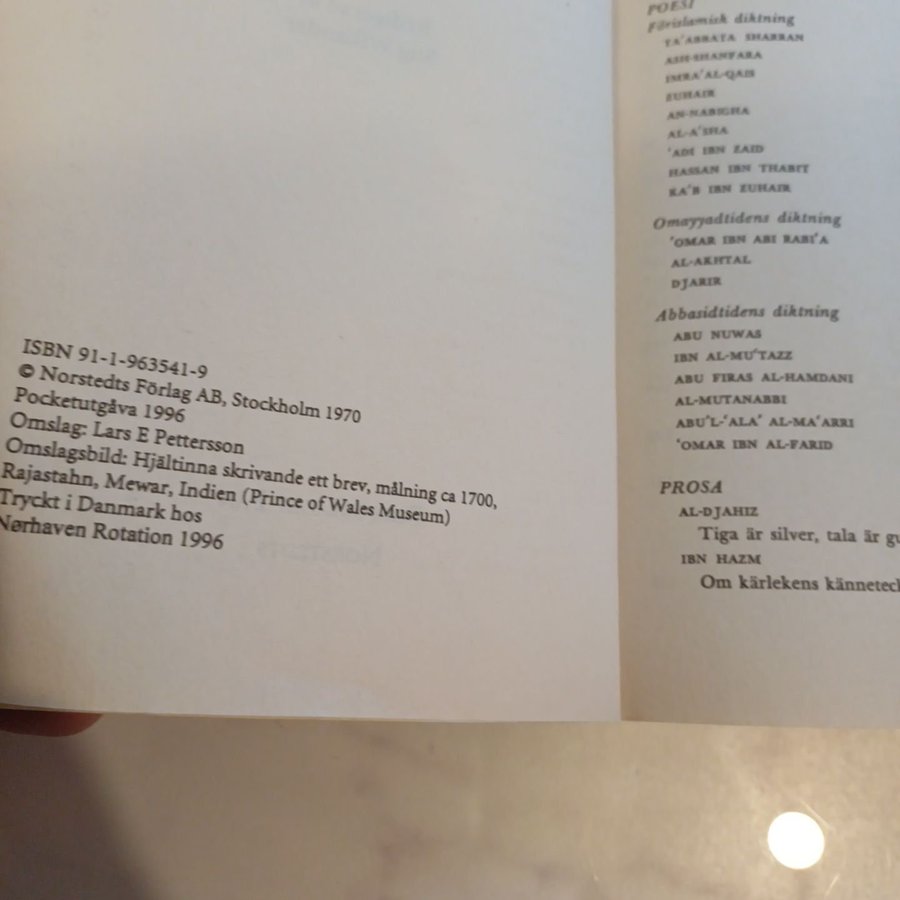 ISBN 91-1-963541-9
© Norstedts Förlag AB, Stockholm 1970
Pocketutgåva 1996
Omslag: Lars E Pettersson
Omslagsbild: Hjältinna skrivande ett brev, målning ca 1700,
Rajastahn, Mewar, Indien (Prince of Wales Museum)
Tryckt i Danmark hos
Nørhaven Rotation 1996
POESI
Förislamisk diktning
TA'ABBATA SHARRAN
ASH-SHANFARA
IMRA'AL-QAIS
ZUHAIR
AN-NABIGHA
AL-A'SHA
'ADI IBN ZAID
HASSAN IBN THABIT
KA'B IBN ZUHAIR
Omayyadtidens diktning
'OMAR IBN ABI RABI'A
AL-AKHTAL
DJARIR
Abbasidtidens diktning
ABU NUWAS
IBN AL-MU'TAZZ
ABU FIRAS AL-HAMDANI
AL-MUTANABBI
ABU'L-'ALA' AL-MA'ARRI
'OMAR IBN AL-FARID
PROSA
AL-DJAHIZ
Tiga är silver, tala är gu
IBN HAZM
Om kärlekens kännetec